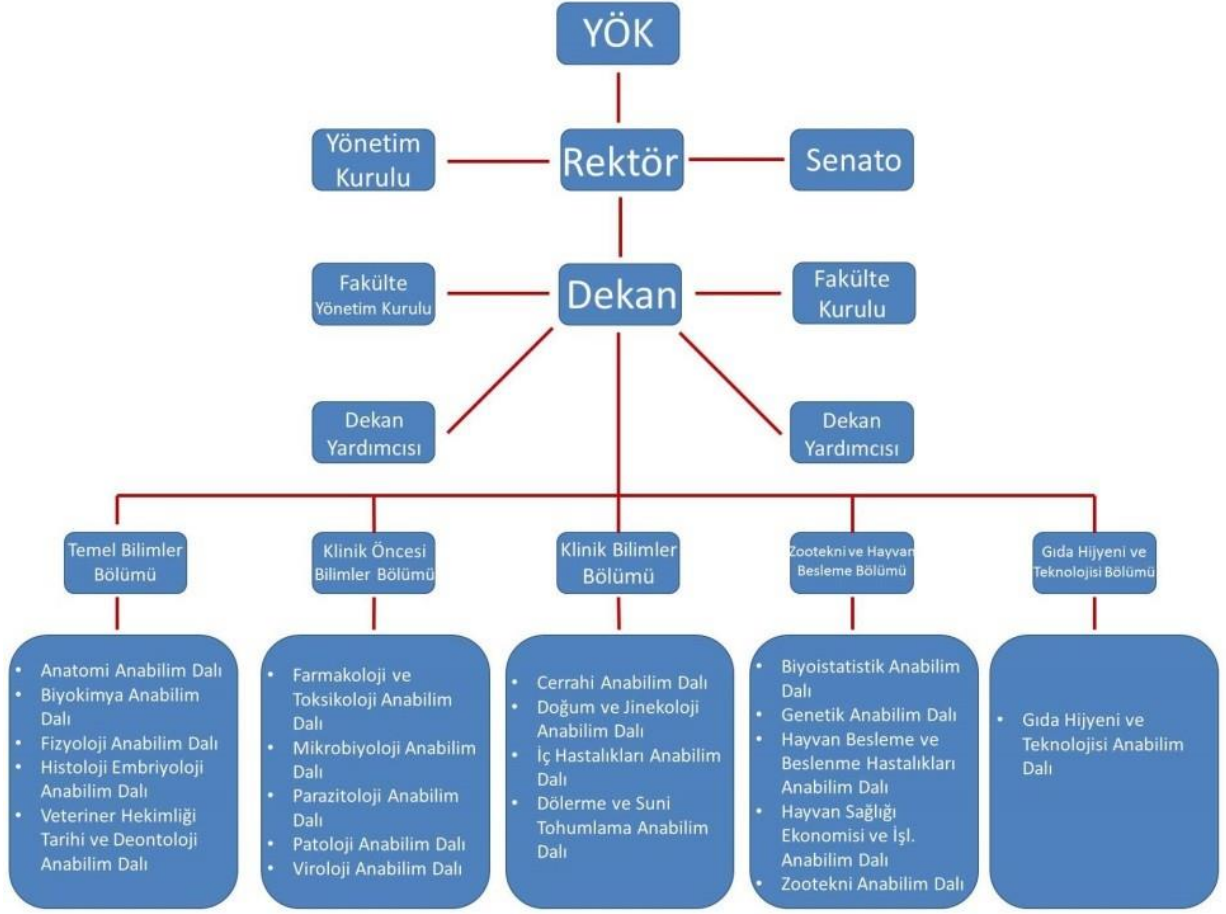 YÖK
Yönetim
Kurulu
Rektör
Senato
Fakülte
Yönetim Kurulu
Dekan
Fakülte
Kurulu
Dekan
Yardımcısı
Dekan
Yardımcısı
Temel Bilimler
Bölümü
Klinik Öncesi
Bilimler Bölümü
Klinik Bilimler
Bölümü
Zootekni ve Hayvan
Besleme Bölümü
Gıda Hijyeni ve
Teknolojisi Bölümü
• Anatomi Anabilim Dalı
• Biyokimya Anabilim
Dalı
• Fizyoloji Anabilim Dalı
• Histoloji Embriyoloji
Anabilim Dalı
• Veteriner Hekimliği
Tarihi ve Deontoloji
Anabilim Dalı
• Farmakoloji ve
Toksikoloji Anabilim
Dalı
• Mikrobiyoloji Anabilim
Dalı
• Parazitoloji Anabilim
Dalı
• Patoloji Anabilim Dalı
• Viroloji Anabilim Dalı
• Cerrahi Anabilim Dalı
• Doğum ve Jinekoloji
Anabilim Dalı
• İç Hastalıkları Anabilim
Dalı
• Dölerme ve Suni
Tohumlama Anabilim
Dalı
• Biyoistatistik Anabilim
Dalı
• Genetik Anabilim Dalı
• Hayvan Besleme ve
Beslenme Hastalıkları
Anabilim Dalı
• Hayvan Sağlığı
Ekonomisi ve İşl.
Anabilim Dalı
• Zootekni Anabilim Dalı
• Gıda Hijyeni ve
Teknolojisi Anabilim
Dalı